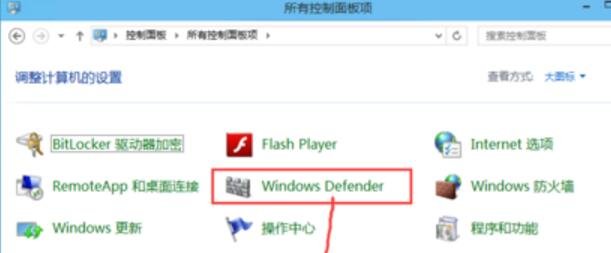 所有控制面板项
控制面板 所有控制面板项
搜索控制面板
调整计算机的设置
查看方式: 大图标
BitLocker 驱动器加密 Flash Player Internet 选项
RemoteApp 和桌面连接 Windows Defender Windows 防火墙
Windows 更新 操作中心 程序和功能